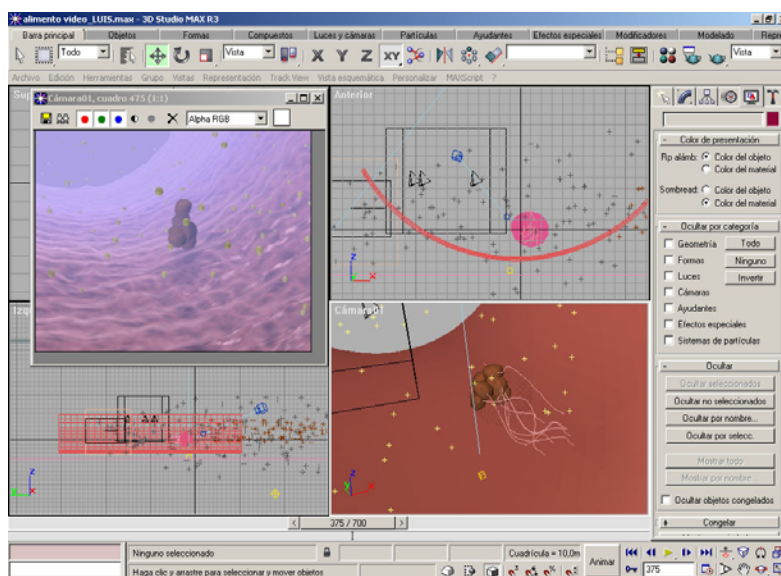 alimento video_LUIS.max - 3D Studio MAX R3
Barra principal Objetos Formas Compuestos Luces y cámaras Partículas Ayudantes Efectos especiales Modificadores Modelado Repre
Todo Vista X Y Z XY Vista
Archivo Edición Herramientas Grupo Vistas Representación Track View Vista esquemática Personalizar MAXScript ?
Sup
Cámara01, cuadro 475 (1:1)
Alpha RGB
Anterior
Color de presentación
Rp alámb: Color del objeto
Color del material
Sombread: Color del objeto
Color del material
Ocultar por categoría
Geometría Todo
Formas Ninguno
Luces Invertir
Cámaras
Ayudantes
Efectos especiales
Sistemas de partículas
Izq
Cámara01
Ocultar
Ocultar seleccionados
Ocultar no seleccionados
Ocultar por nombre...
Ocultar por selecc.
Mostrar todo
Mostrar por nombre...
Ocultar objetos congelados
Congelar
375 / 700
Ninguno seleccionado
Cuadrícula = 10,0m
Animar
Haga clic y arrastre para seleccionar y mover objetos
375